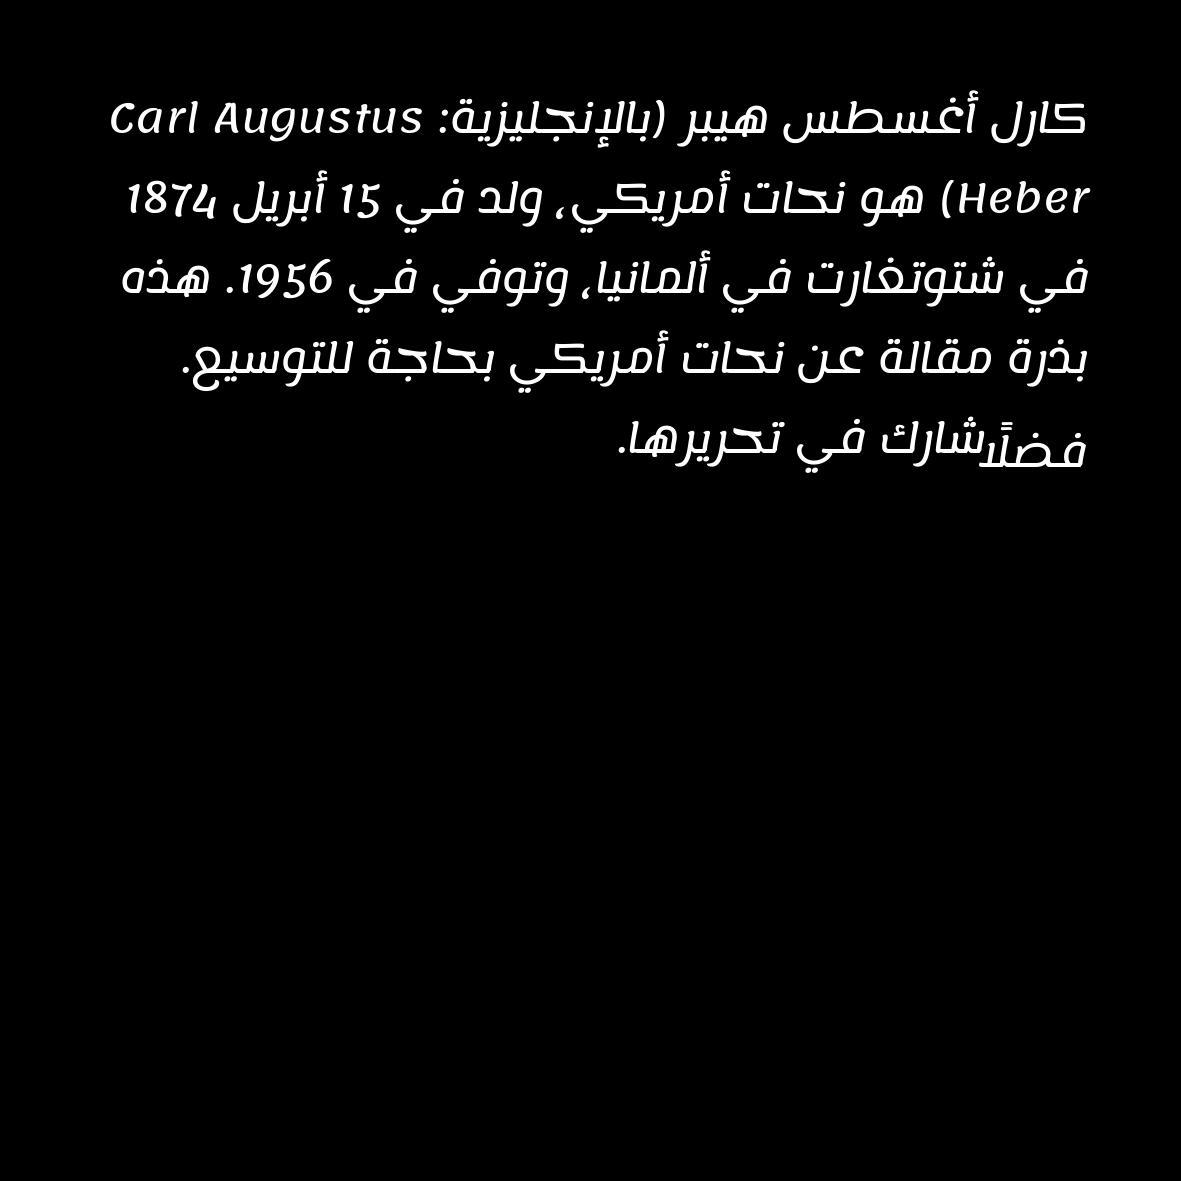 كارل أغسطس هيبر (بالإنجليزية: Carl Augustus
Heber) هو نحات أمريكي، ولد في 15 أبريل 1874
في شتوتغارت في ألمانيا، وتوفي في 1956. هذه
بذرة مقالة عن نحات أمريكي بحاجة للتوسيع.
فضلًا شارك في تحريرها.